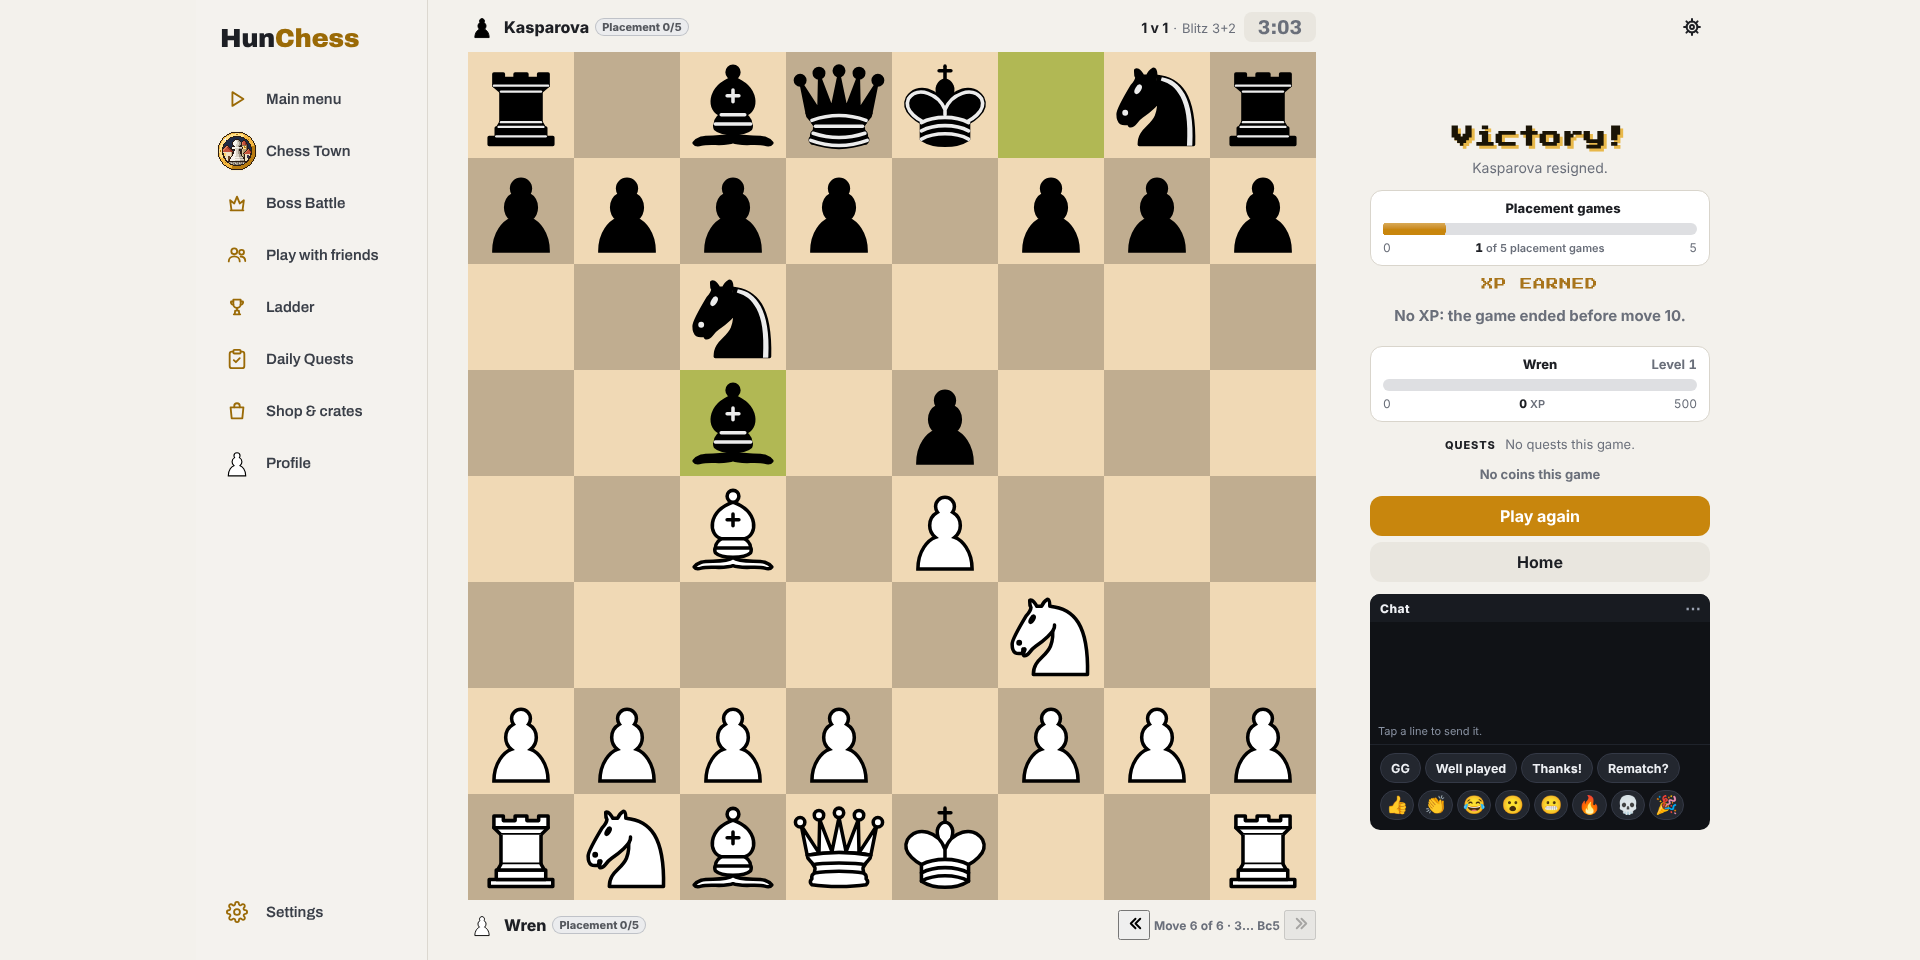 HunChess
Main menu
Chess Town
Boss Battle
Play with friends
Ladder
Daily Quests
Shop & crates
Profile
Settings
Kasparova Placement 0/5
1 v 1 · Blitz 3+2 3:03
Wren Placement 0/5
Move 6 of 6 · 3... Bc5
Victory!
Kasparova resigned.
Placement games
0 1 of 5 placement games 5
XP EARNED
No XP: the game ended before move 10.
Wren Level 1
0 0 XP 500
QUESTS No quests this game.
No coins this game
Play again
Home
Chat
Tap a line to send it.
GG Well played Thanks! Rematch?